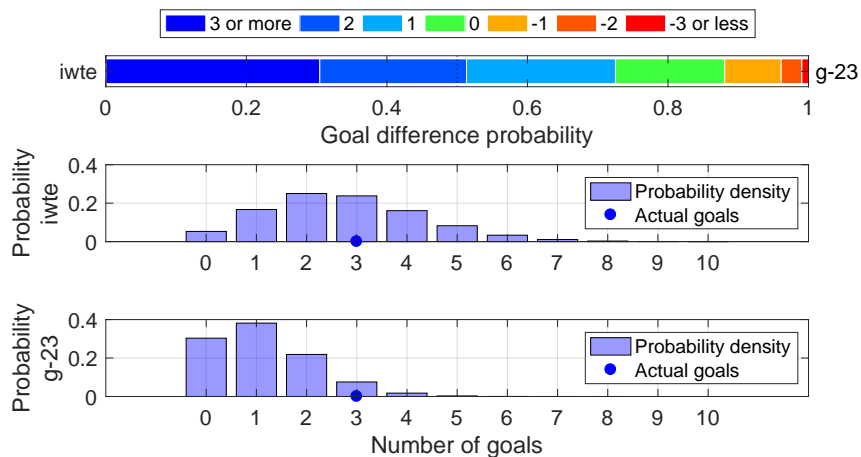 3 or more 2 1 0 -1 -2 -3 or less
iwte g-23
0 0.2 0.4 0.6 0.8 1
Goal difference probability
Probability
iwte
0.4
0.2
0
Probability density
Actual goals
0 1 2 3 4 5 6 7 8 9 10
Probability
g-23
0.4
0.2
0
Probability density
Actual goals
0 1 2 3 4 5 6 7 8 9 10
Number of goals